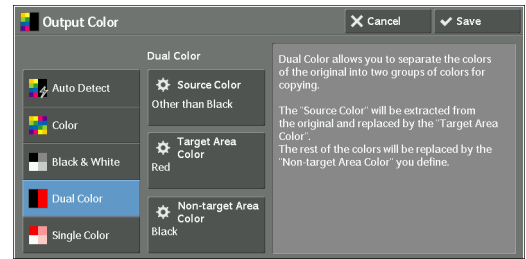 Output Color
Cancel
Save
Auto Detect
Color
Black & White
Dual Color
Single Color
Dual Color
Source Color
Other than Black
Target Area
Color
Red
Non-target Area
Color
Black
Dual Color allows you to separate the colors
of the original into two groups of colors for
copying.
The "Source Color" will be extracted from
the original and replaced by the "Target Area
Color".
The rest of the colors will be replaced by the
"Non-target Area Color" you define.